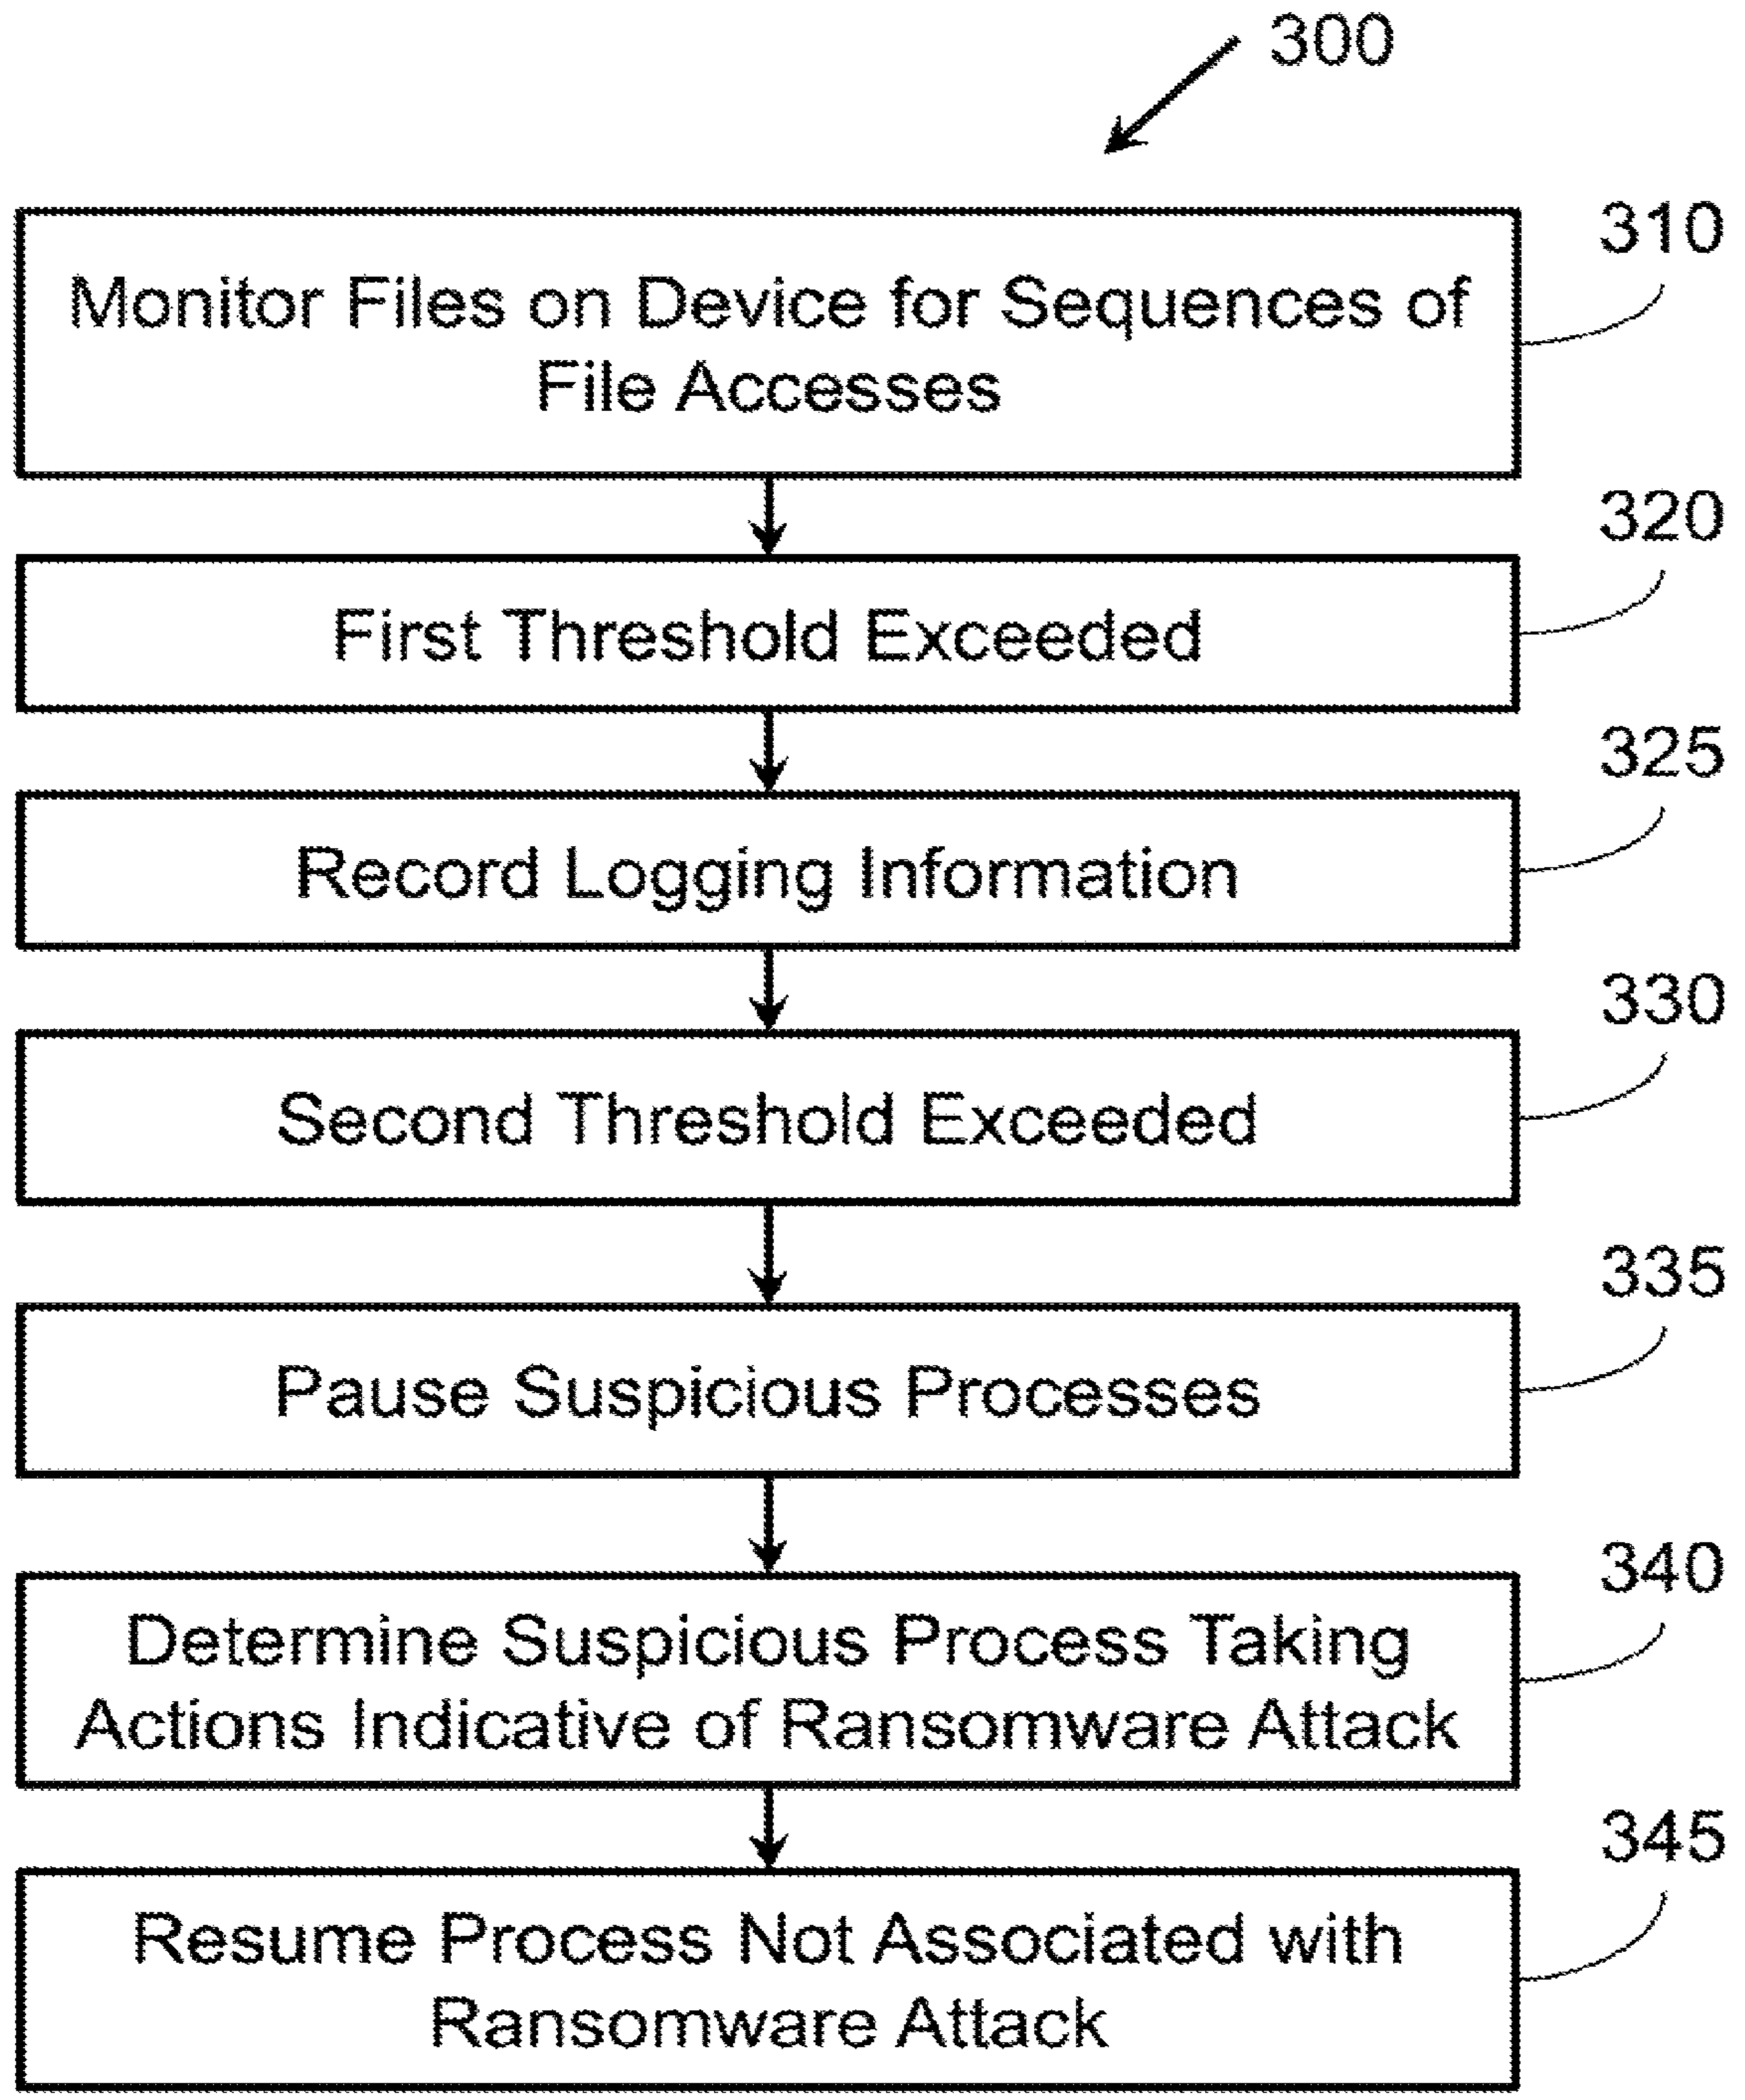 300
310
Monitor Files on Device for Sequences of
File Accesses
320
First Threshold Exceeded
325
Record Logging Information
330
Second Threshold Exceeded
335
Pause Suspicious Processes
340
Determine Suspicious Process Taking
Actions Indicative of Ransomware Attack
345
Resume Process Not Associated with
Ransomware Attack